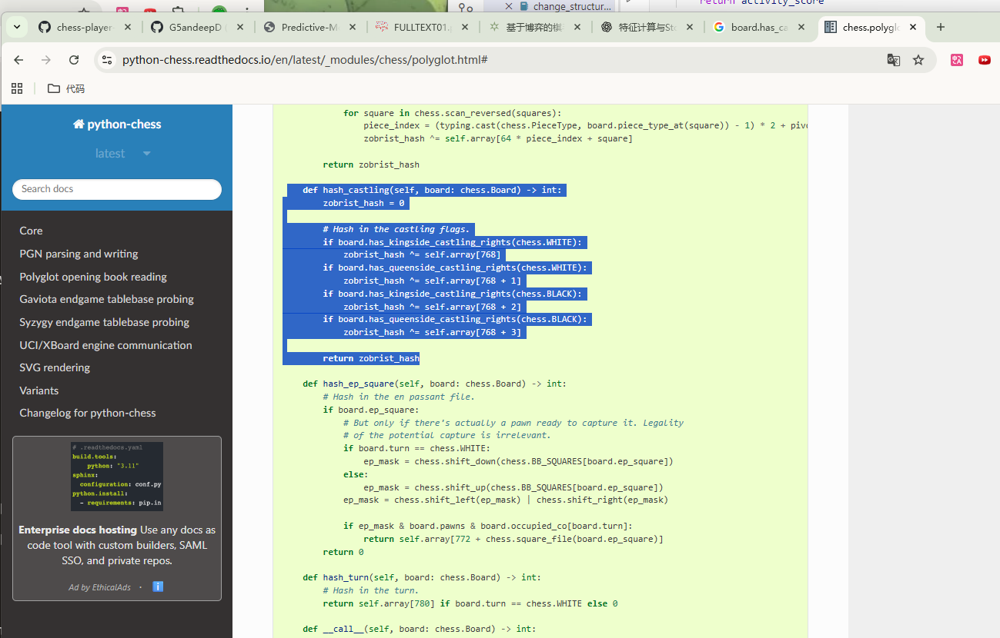 change_structur...
return activity_score
chess-player-
G5andeepD
Predictive-M
FULLTEXT01.
基于博弈的棋
特征计算与Sto
board.has_ca
chess.polyglo
python-chess.readthedocs.io/en/latest/_modules/chess/polyglot.html#
代码
python-chess
latest
Search docs
Core
PGN parsing and writing
Polyglot opening book reading
Gaviota endgame tablebase probing
Syzygy endgame tablebase probing
UCI/XBoard engine communication
SVG rendering
Variants
Changelog for python-chess
# .readthedocs.yaml
build.tools:
python: "3.11"
sphinx:
configuration: conf.py
python.install:
- requirements: pip.in
Enterprise docs hosting Use any docs as
code tool with custom builders, SAML
SSO, and private repos.
Ad by EthicalAds ·
for square in chess.scan_reversed(squares):
piece_index = (typing.cast(chess.PieceType, board.piece_type_at(square)) - 1) * 2 + pivo
zobrist_hash ^= self.array[64 * piece_index + square]
return zobrist_hash
def hash_castling(self, board: chess.Board) -> int:
zobrist_hash = 0
# Hash in the castling flags.
if board.has_kingside_castling_rights(chess.WHITE):
zobrist_hash ^= self.array[768]
if board.has_queenside_castling_rights(chess.WHITE):
zobrist_hash ^= self.array[768 + 1]
if board.has_kingside_castling_rights(chess.BLACK):
zobrist_hash ^= self.array[768 + 2]
if board.has_queenside_castling_rights(chess.BLACK):
zobrist_hash ^= self.array[768 + 3]
return zobrist_hash
def hash_ep_square(self, board: chess.Board) -> int:
# Hash in the en passant file.
if board.ep_square:
# But only if there's actually a pawn ready to capture it. Legality
# of the potential capture is irrelevant.
if board.turn == chess.WHITE:
ep_mask = chess.shift_down(chess.BB_SQUARES[board.ep_square])
else:
ep_mask = chess.shift_up(chess.BB_SQUARES[board.ep_square])
ep_mask = chess.shift_left(ep_mask) | chess.shift_right(ep_mask)
if ep_mask & board.pawns & board.occupied_co[board.turn]:
return self.array[772 + chess.square_file(board.ep_square)]
return 0
def hash_turn(self, board: chess.Board) -> int:
# Hash in the turn.
return self.array[780] if board.turn == chess.WHITE else 0
def __call__(self, board: chess.Board) -> int: